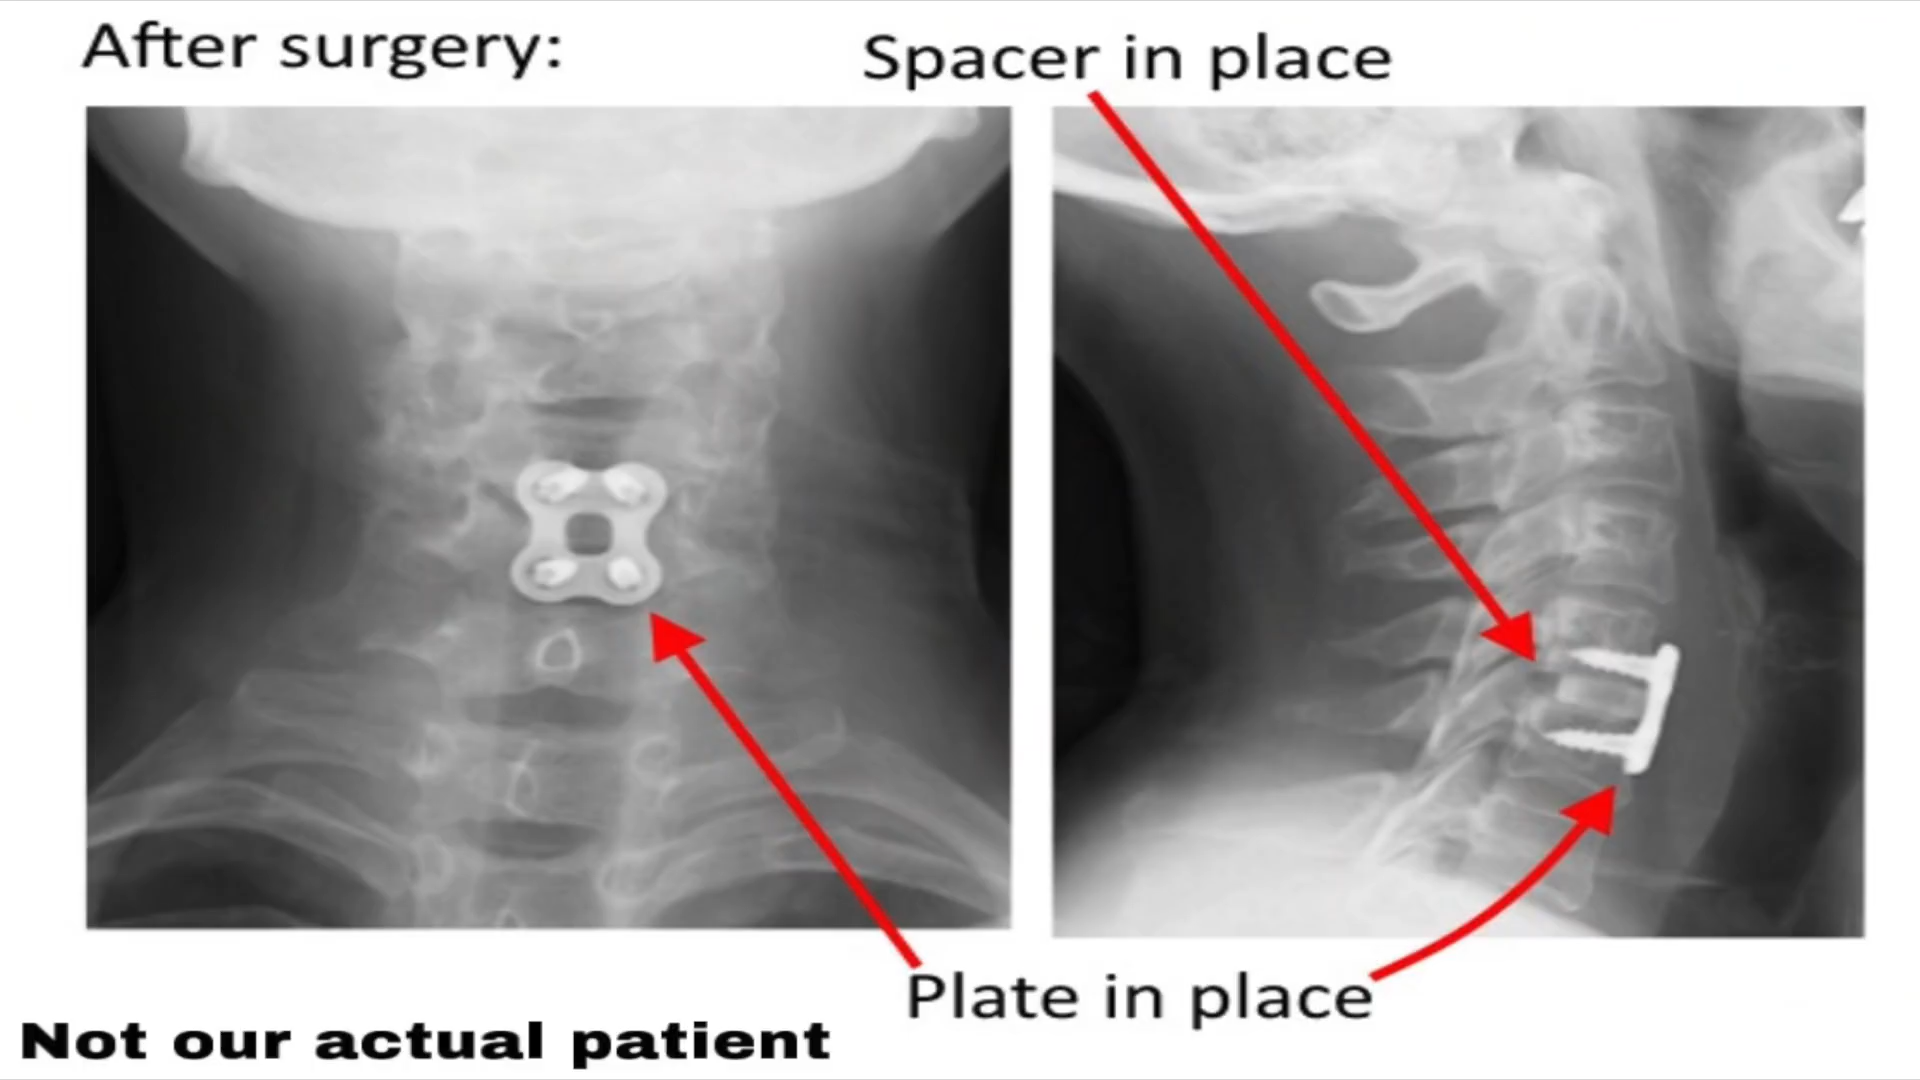 After surgery:
Spacer in place
Plate in place
Not our actual patient